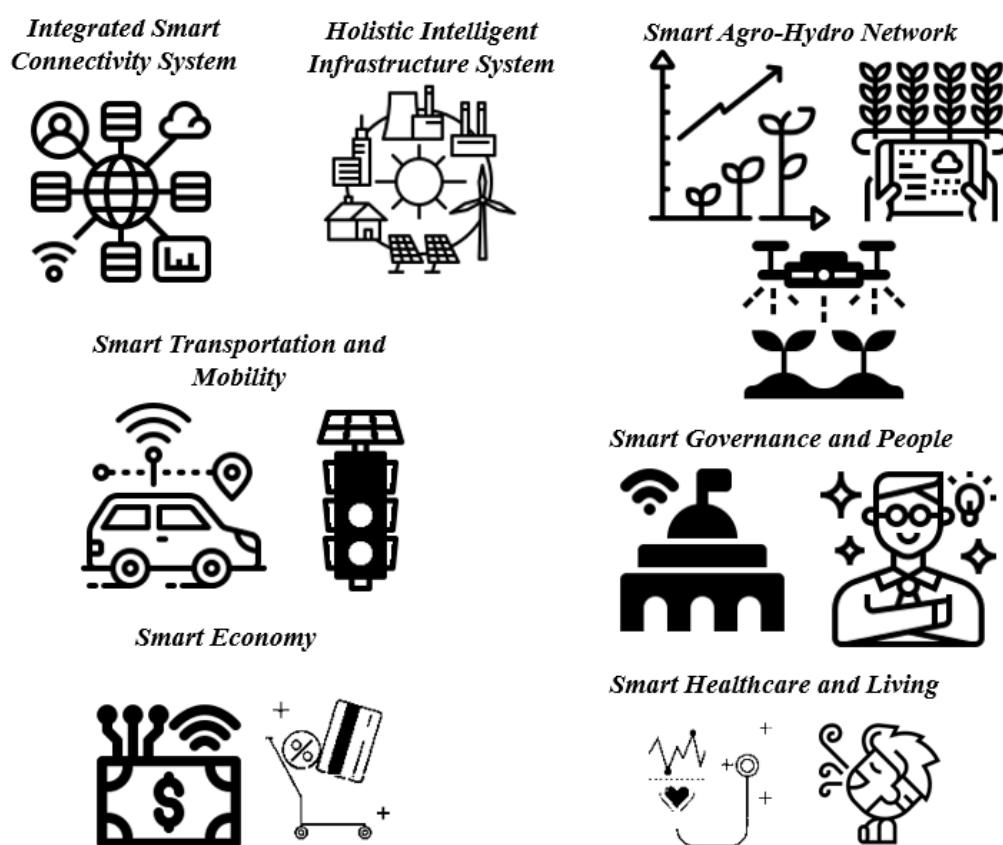 Integrated Smart
Connectivity System
Holistic Intelligent
Infrastructure System
Smart Agro-Hydro Network
Smart Transportation and
Mobility
Smart Governance and People
Smart Economy
$
%
Smart Healthcare and Living